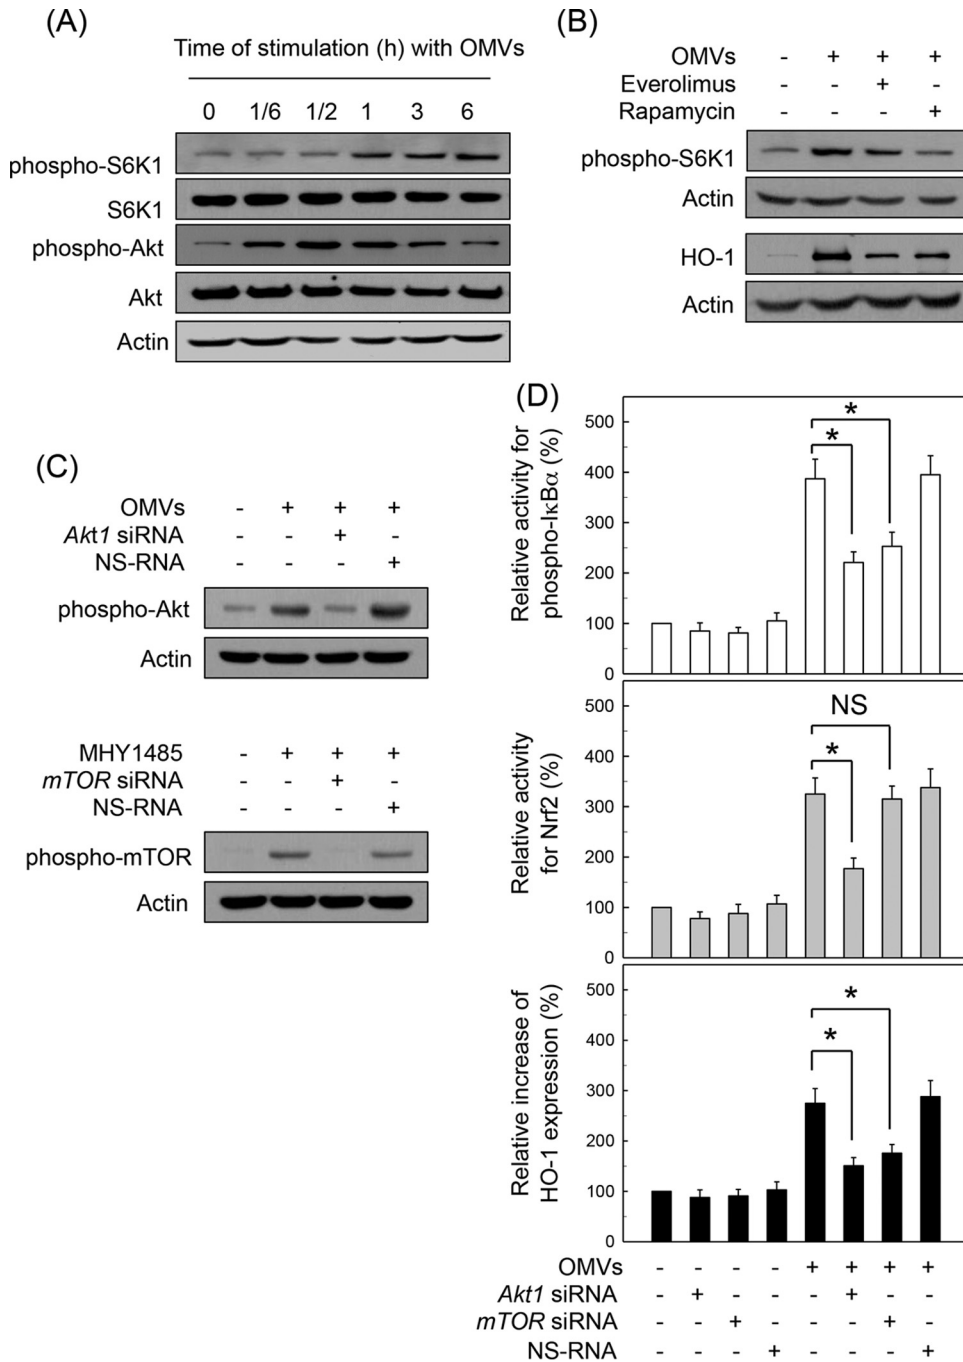 (A)
Time of stimulation (h) with OMVs
0 1/6 1/2 1 3 6
phospho-S6K1
S6K1
phospho-Akt
Akt
Actin
(B)
OMVs - + + +
Everolimus - - + -
Rapamycin - - - +
phospho-S6K1
Actin
HO-1
Actin
(C)
OMVs - + + +
Akt1 siRNA - - + -
NS-RNA - - - +
phospho-Akt
Actin
MHY1485 - + + +
mTOR siRNA - - + -
NS-RNA - - - +
phospho-mTOR
Actin
(D)
Relative activity for
phospho-IκBα (%)
500
400
300
200
100
0
*
*
Relative activity
for Nrf2 (%)
500
400
300
200
100
0
NS
*
Relative increase of
HO-1 expression (%)
500
400
300
200
100
0
*
*
OMVs - - - - + + + +
Akt1 siRNA - + - - - + - -
mTOR siRNA - - + - - - + -
NS-RNA - - - + - - - +